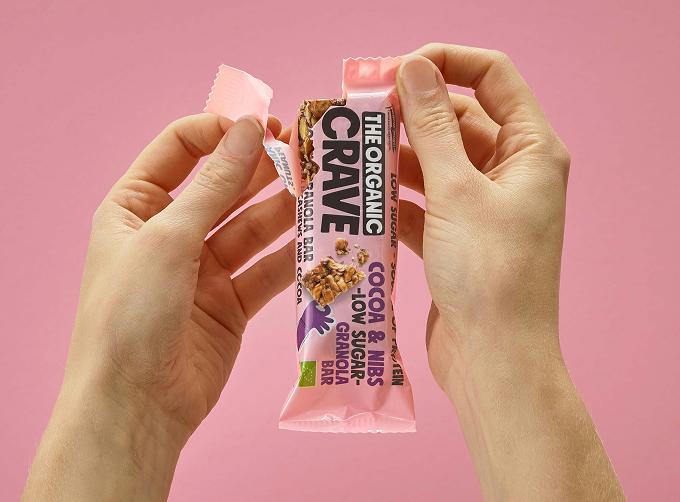 THE ORGANIC
CRAVE
GRANOLA BAR
CASHEWS AND COCOA
COCOA & NIBS
-LOW SUGAR-
GRANOLA
BAR
LOW SUGAR -